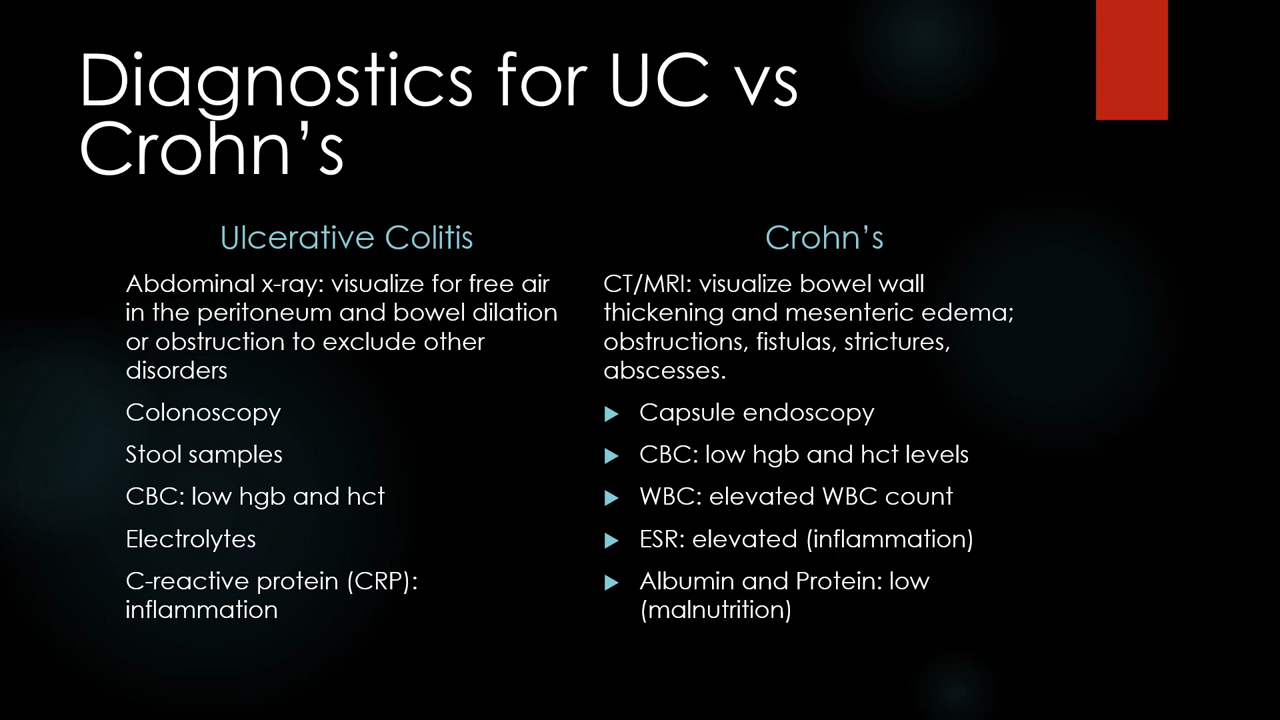 Diagnostics for UC vs
Crohn’s
Ulcerative Colitis
Abdominal x-ray: visualize for free air
in the peritoneum and bowel dilation
or obstruction to exclude other
disorders
Colonoscopy
Stool samples
CBC: low hgb and hct
Electrolytes
C-reactive protein (CRP):
inflammation
Crohn’s
CT/MRI: visualize bowel wall
thickening and mesenteric edema;
obstructions, fistulas, strictures,
abscesses.
Capsule endoscopy
CBC: low hgb and hct levels
WBC: elevated WBC count
ESR: elevated (inflammation)
Albumin and Protein: low
(malnutrition)